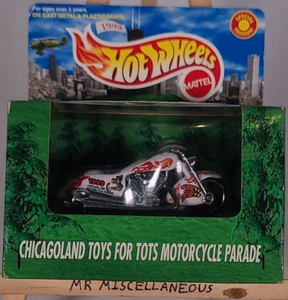 For ages over 3 years.
DIE CAST METAL & PLASTIC PARTS.
SPECIAL
EDITION
1998
Hot Wheels
MATTEL
CHICAGOLAND TOYS FOR TOTS MOTORCYCLE PARADE
MR MISCELLANEOUS